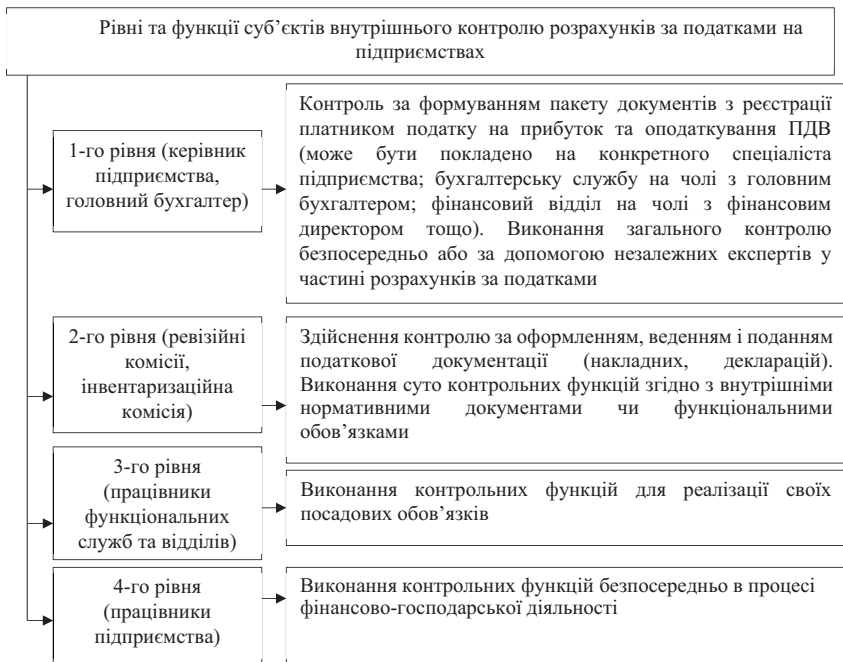 Рівні та функції суб’єктів внутрішнього контролю розрахунків за податками на
підприємствах
1-го рівня (керівник
підприємства,
головний бухгалтер)
Контроль за формуванням пакету документів з реєстрації
платником податку на прибуток та оподаткування ПДВ
(може бути покладено на конкретного спеціаліста
підприємства; бухгалтерську службу на чолі з головним
бухгалтером; фінансовий відділ на чолі з фінансовим
директором тощо). Виконання загального контролю
безпосередньо або за допомогою незалежних експертів у
частині розрахунків за податками
2-го рівня (ревізійні
комісії,
інвентаризаційна
комісія)
Здійснення контролю за оформленням, веденням і поданням
податкової документації (накладних, декларацій).
Виконання суто контрольних функцій згідно з внутрішніми
нормативними документами чи функціональними
обов’язками
3-го рівня
(працівники
функціональних
служб та відділів)
Виконання контрольних функцій для реалізації своїх
посадових обов’язків
4-го рівня
(працівники
підприємства)
Виконання контрольних функцій безпосередньо в процесі
фінансово-господарської діяльності